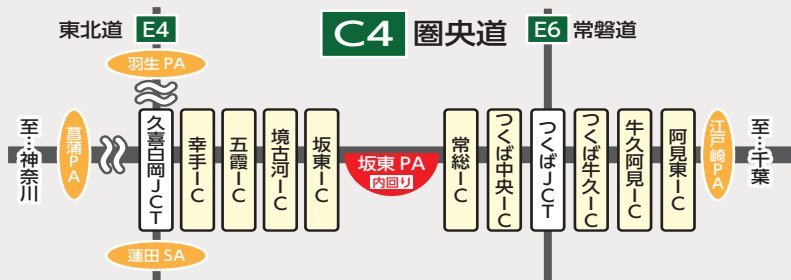 東北道 E4
C4 圏央道
E6 常磐道
羽生 PA
至…神奈川
菖蒲PA
久喜白岡JCT
幸手IC
五霞IC
境古河IC
坂東IC
坂東 PA
内回り
常総IC
つくば中央IC
つくばJCT
つくば牛久IC
牛久阿見IC
阿見東IC
江戸崎PA
至…千葉
蓮田 SA